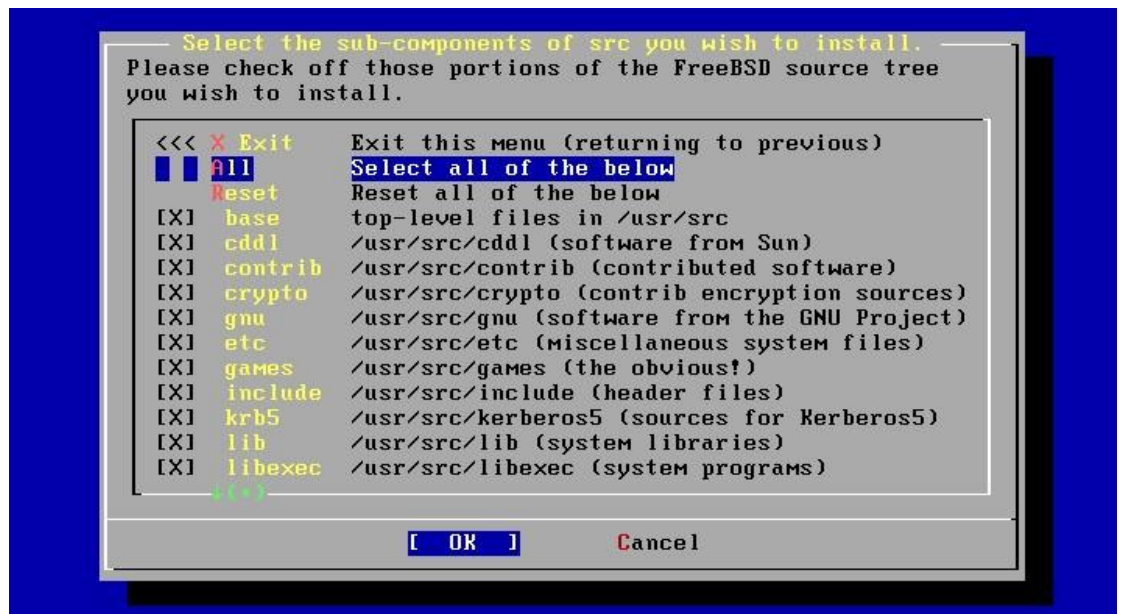 Select the sub-components of src you wish to install.
Please check off those portions of the FreeBSD source tree
you wish to install.
<<< X Exit Exit this menu (returning to previous)
[ ] All Select all of the below
Reset Reset all of the below
[X] base top-level files in /usr/src
[X] cddl /usr/src/cddl (software from Sun)
[X] contrib /usr/src/contrib (contributed software)
[X] crypto /usr/src/crypto (contrib encryption sources)
[X] gnu /usr/src/gnu (software from the GNU Project)
[X] etc /usr/src/etc (miscellaneous system files)
[X] games /usr/src/games (the obvious!)
[X] include /usr/src/include (header files)
[X] krb5 /usr/src/kerberos5 (sources for Kerberos5)
[X] lib /usr/src/lib (system libraries)
[X] libexec /usr/src/libexec (system programs)
↓(+)
[ OK ] Cancel